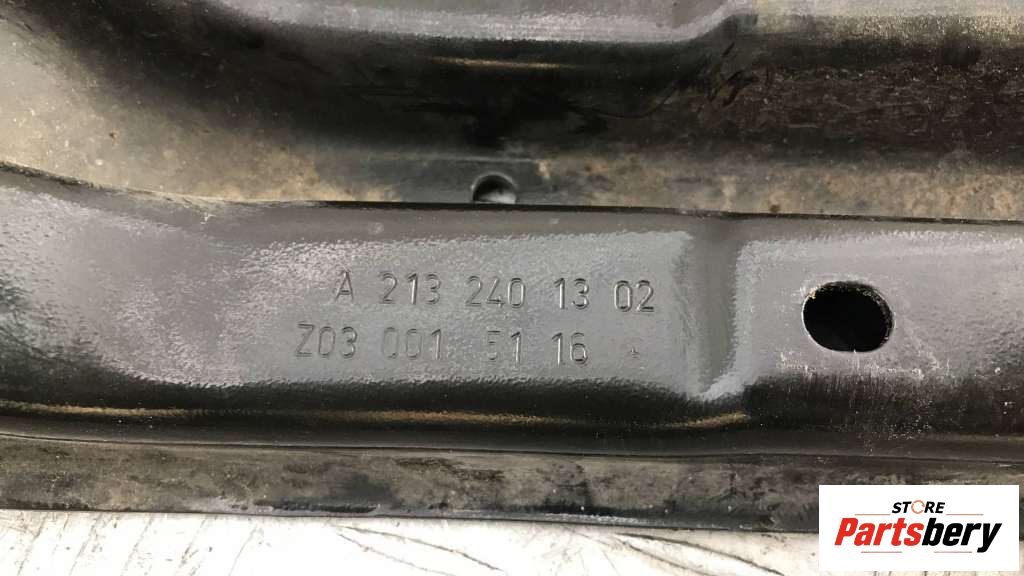 A 213 240 13 02
Z03 001 51 16 *
STORE
Partsbery